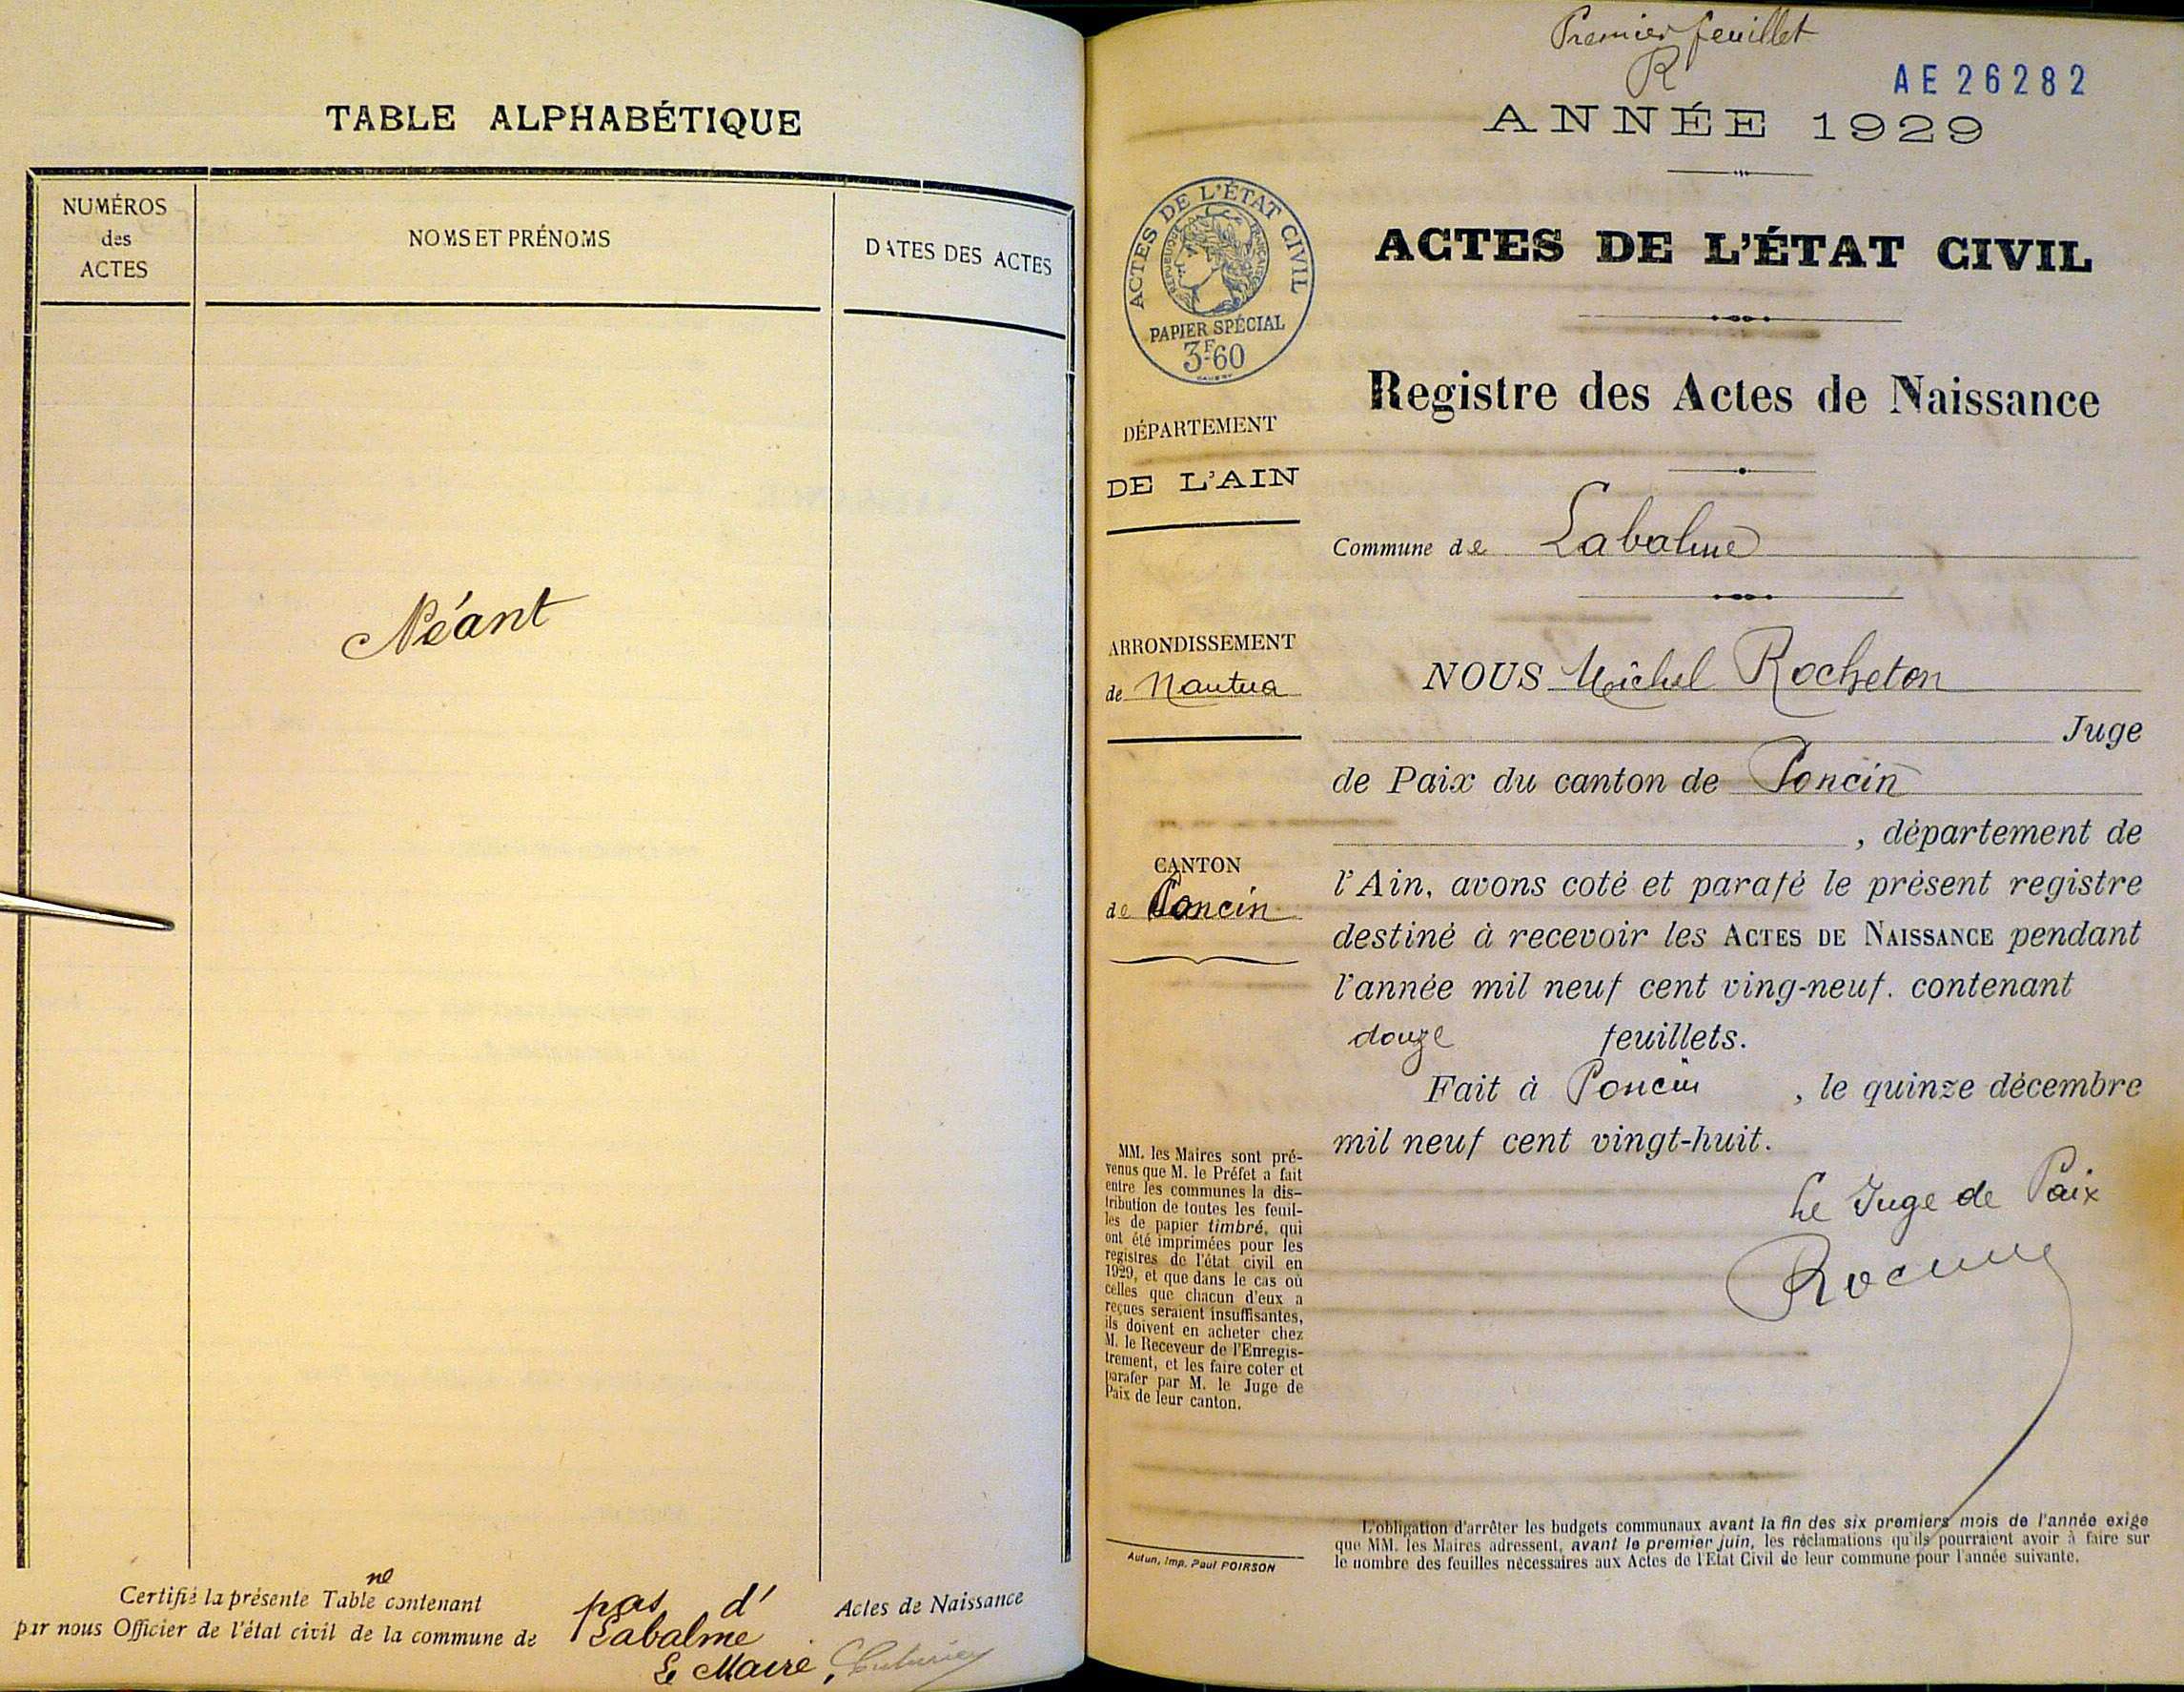 TABLE ALPHABÉTIQUE
NUMÉROS
des
ACTES
NOMS ET PRÉNOMS
DATES DES ACTES
Néant
ne
Certifié la présente Table contenant pas d' Actes de Naissance
par nous Officier de l'état civil de la commune de Labalme
Le Maire,
Premier feuillet
R
AE 26282
ANNÉE 1929
ACTES DE L'ÉTAT CIVIL
RÉPUBLIQUE FRANÇAISE
PAPIER SPÉCIAL
3F60
ACTES DE L'ÉTAT CIVIL
Registre des Actes de Naissance
DÉPARTEMENT
DE L'AIN
Commune de Labalme
ARRONDISSEMENT
de Nantua
CANTON
de Poncin
NOUS Michel Rocheton
Juge
de Paix du canton de Poncin
, département de
l'Ain, avons coté et parafé le présent registre
destiné à recevoir les ACTES DE NAISSANCE pendant
l'année mil neuf cent ving-neuf. contenant
douze feuillets.
Fait à Poncin , le quinze décembre
mil neuf cent vingt-huit.
Le Juge de Paix
MM. les Maires sont pré-
venus que M. le Préfet a fait
entre les communes la dis-
tribution de toutes les feuil-
les de papier timbré, qui
ont été imprimées pour les
registres de l'état civil en
1929, et que dans le cas où
celles que chacun d'eux a
reçues seraient insuffisantes,
ils doivent en acheter chez
M. le Receveur de l'Enregis-
trement, et les faire coter et
parafer par M. le Juge de
Paix de leur canton.
Autun, Imp. Paul POIRSON
L'obligation d'arrêter les budgets communaux avant la fin des six premiers mois de l'année exige
que MM. les Maires adressent, avant le premier juin, les réclamations qu'ils pourraient avoir à faire sur
le nombre des feuilles nécessaires aux Actes de l'Etat Civil de leur commune pour l'année suivante.